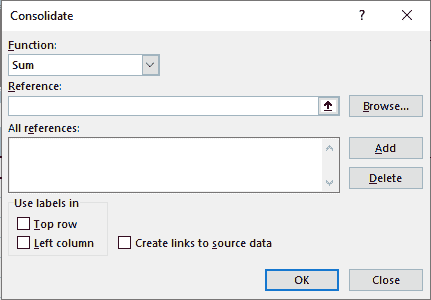 Consolidate ?
Function:
Sum
Reference:
Browse...
All references:
Add
Delete
Use labels in
Top row
Left column Create links to source data
OK Close